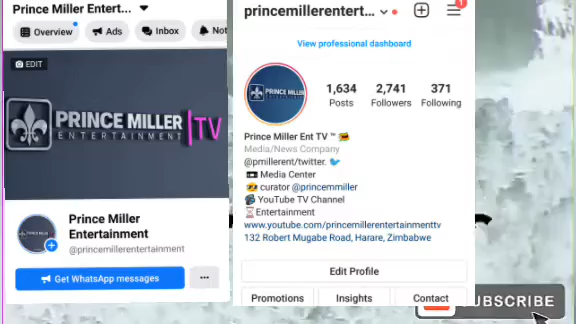 Prince Miller Entert...
Overview
Ads
Inbox
EDIT
PRINCE MILLER TV
ENTERTAINMENT
Prince Miller
Entertainment
@princemillerentertainment
Get WhatsApp messages
princemillerentert...
View professional dashboard
PRINCE MILLER
1,634 2,741 371
Posts Followers Following
Prince Miller Ent TV ™
Media/News Company
@pmillerent/twitter.
Media Center
curator @princemmiller
YouTube TV Channel
Entertainment
www.youtube.com/princemillerentertainmenttv
132 Robert Mugabe Road, Harare, Zimbabwe
Edit Profile
Promotions Insights Contact
SUBSCRIBE